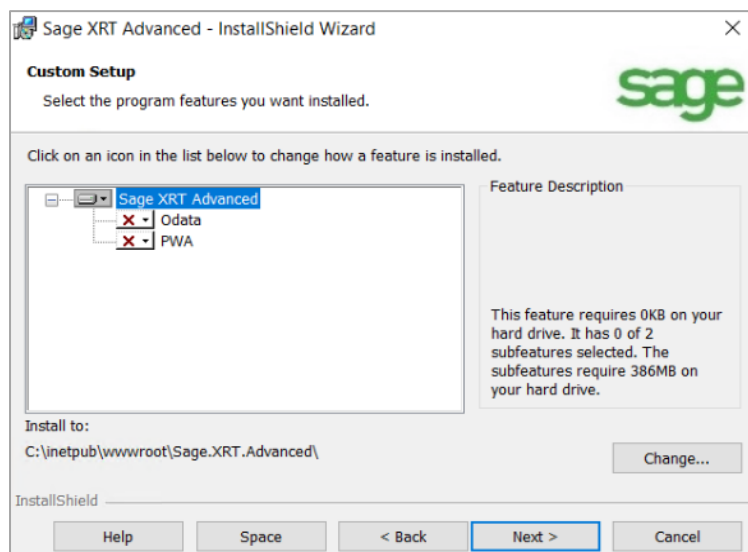 Sage XRT Advanced - InstallShield Wizard
Custom Setup
Select the program features you want installed.
sage
Click on an icon in the list below to change how a feature is installed.
Sage XRT Advanced
Odata
PWA
Feature Description
This feature requires 0KB on your
hard drive. It has 0 of 2
subfeatures selected. The
subfeatures require 386MB on
your hard drive.
Install to:
C:\inetpub\wwwroot\Sage.XRT.Advanced\
Change...
InstallShield
Help
Space
< Back
Next >
Cancel